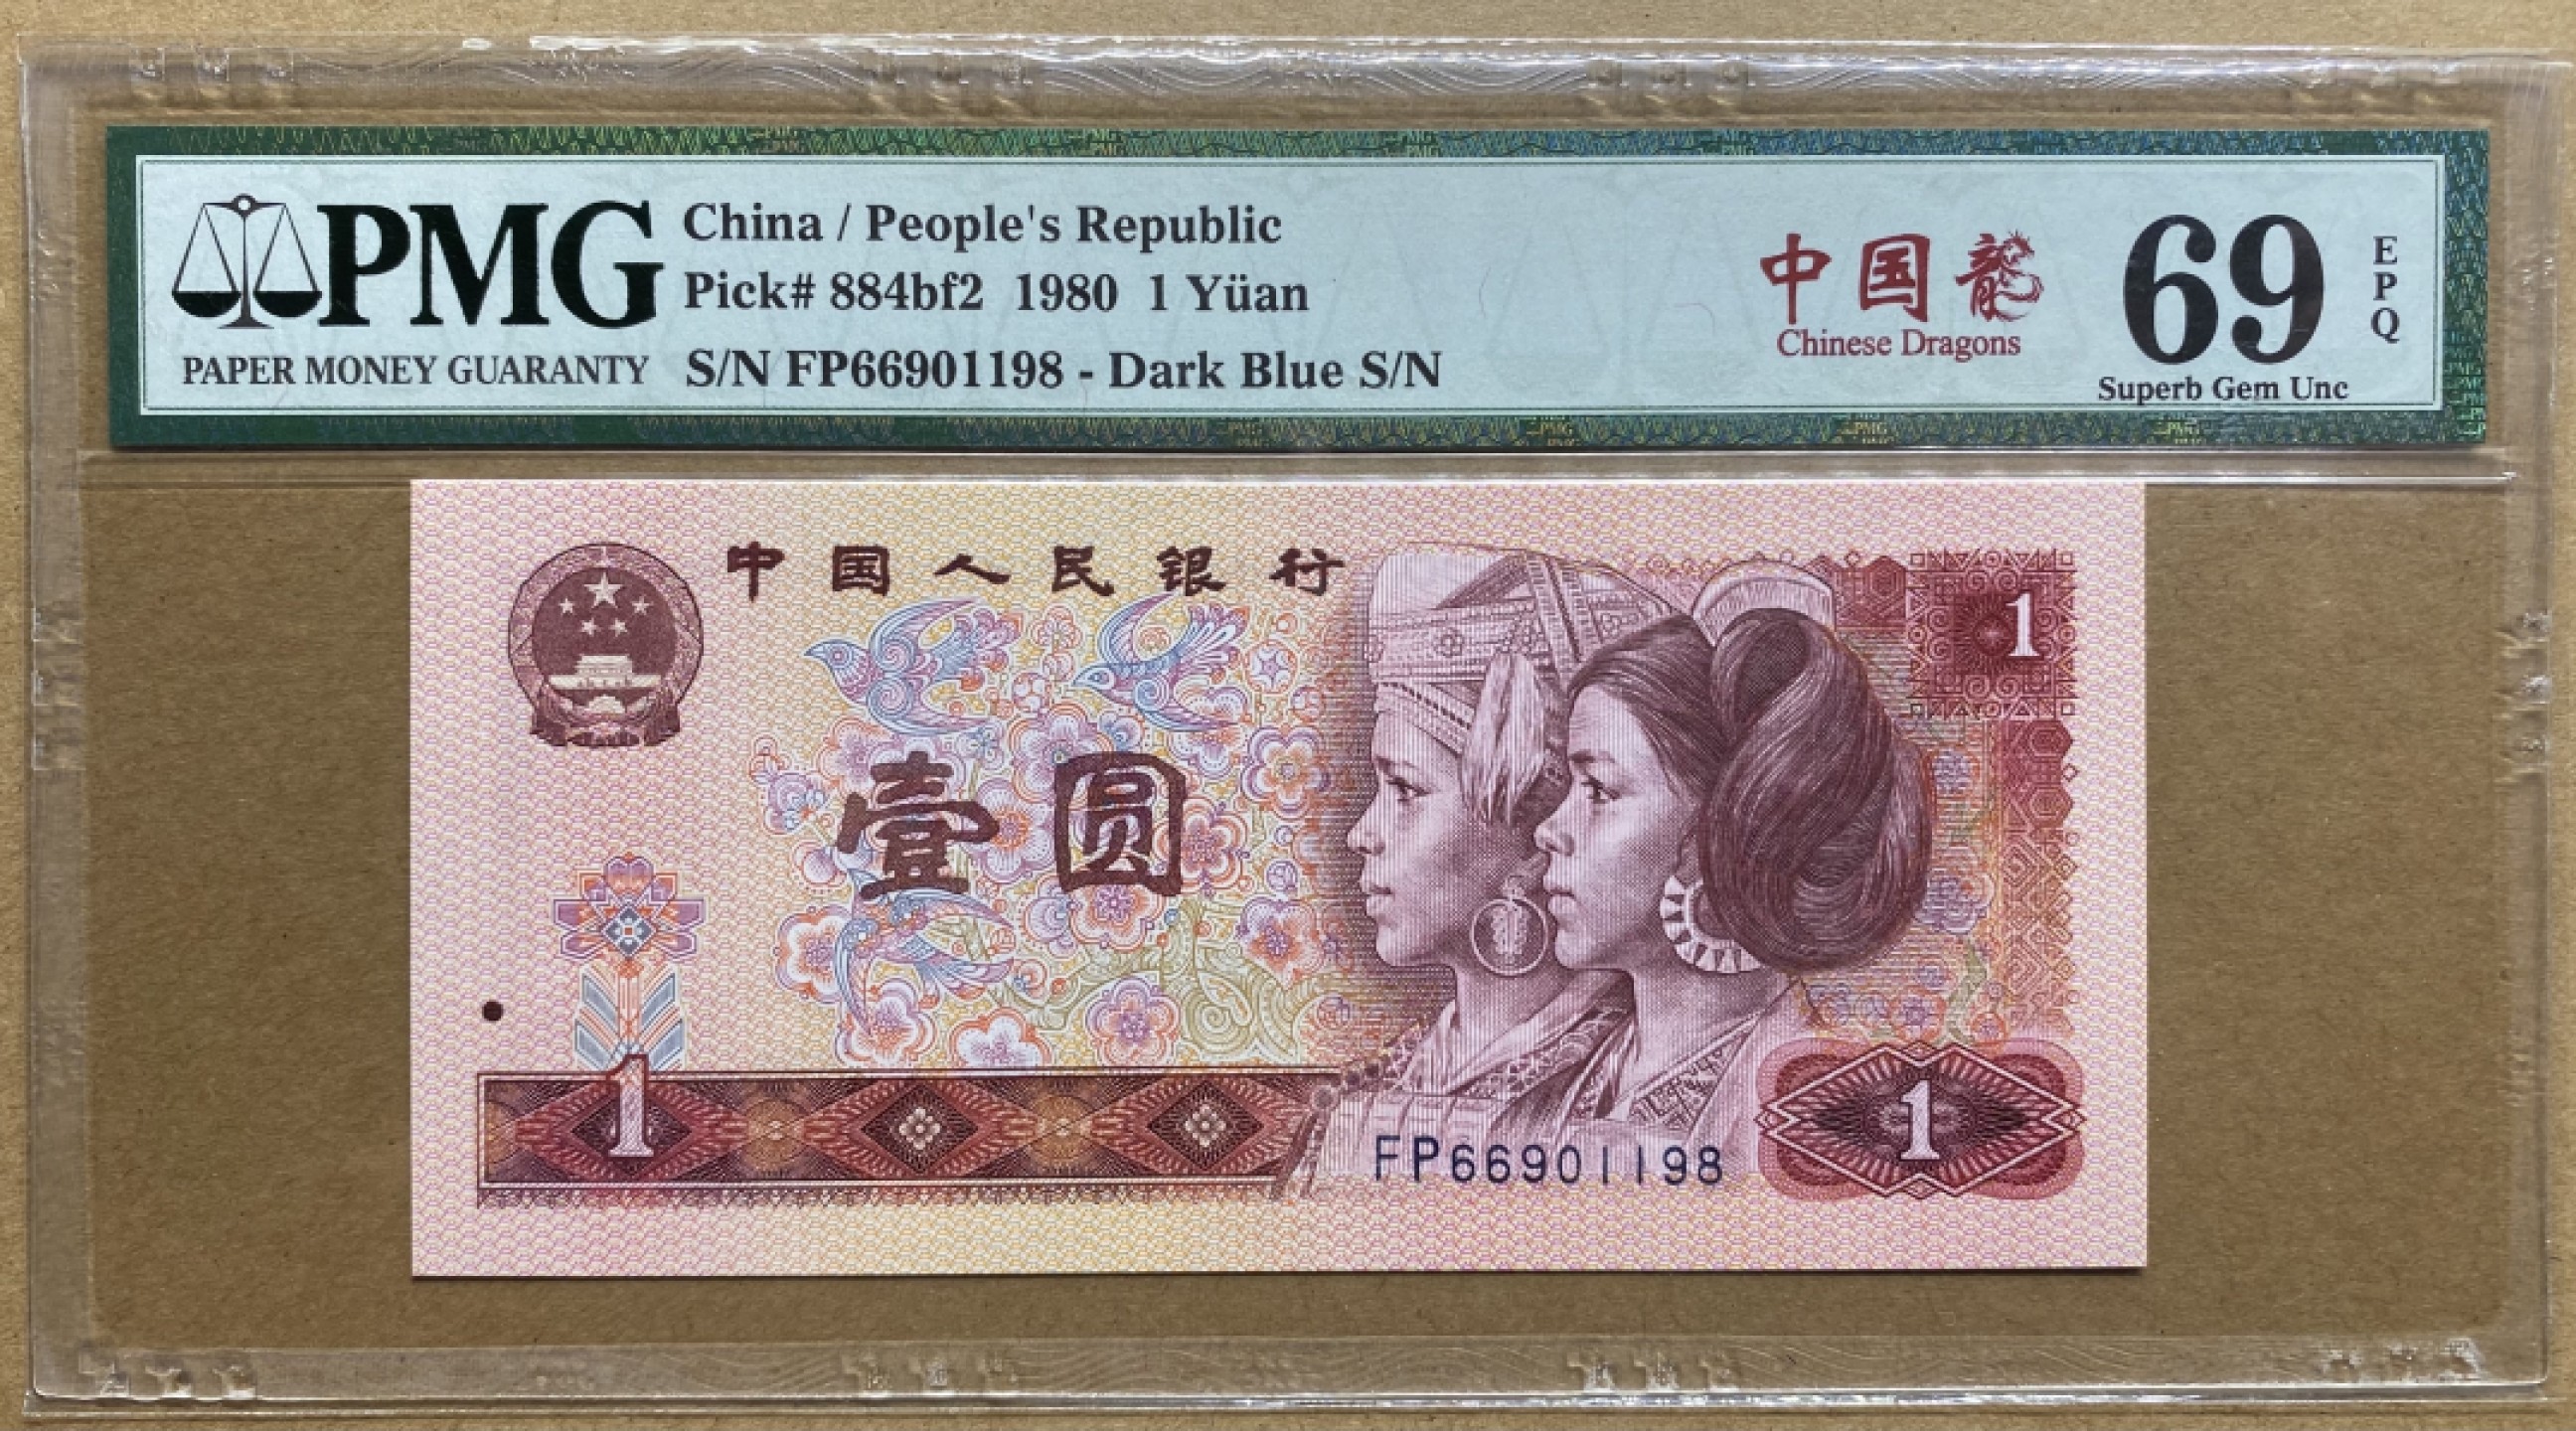 PMG
PAPER MONEY GUARANTY
China / People's Republic
Pick# 884bf2 1980 1 Yüan
S/N FP66901198 - Dark Blue S/N
中国龍
Chinese Dragons
69
EPQ
Superb Gem Unc
中国人民银行
1
壹圆
1
FP66901198
1